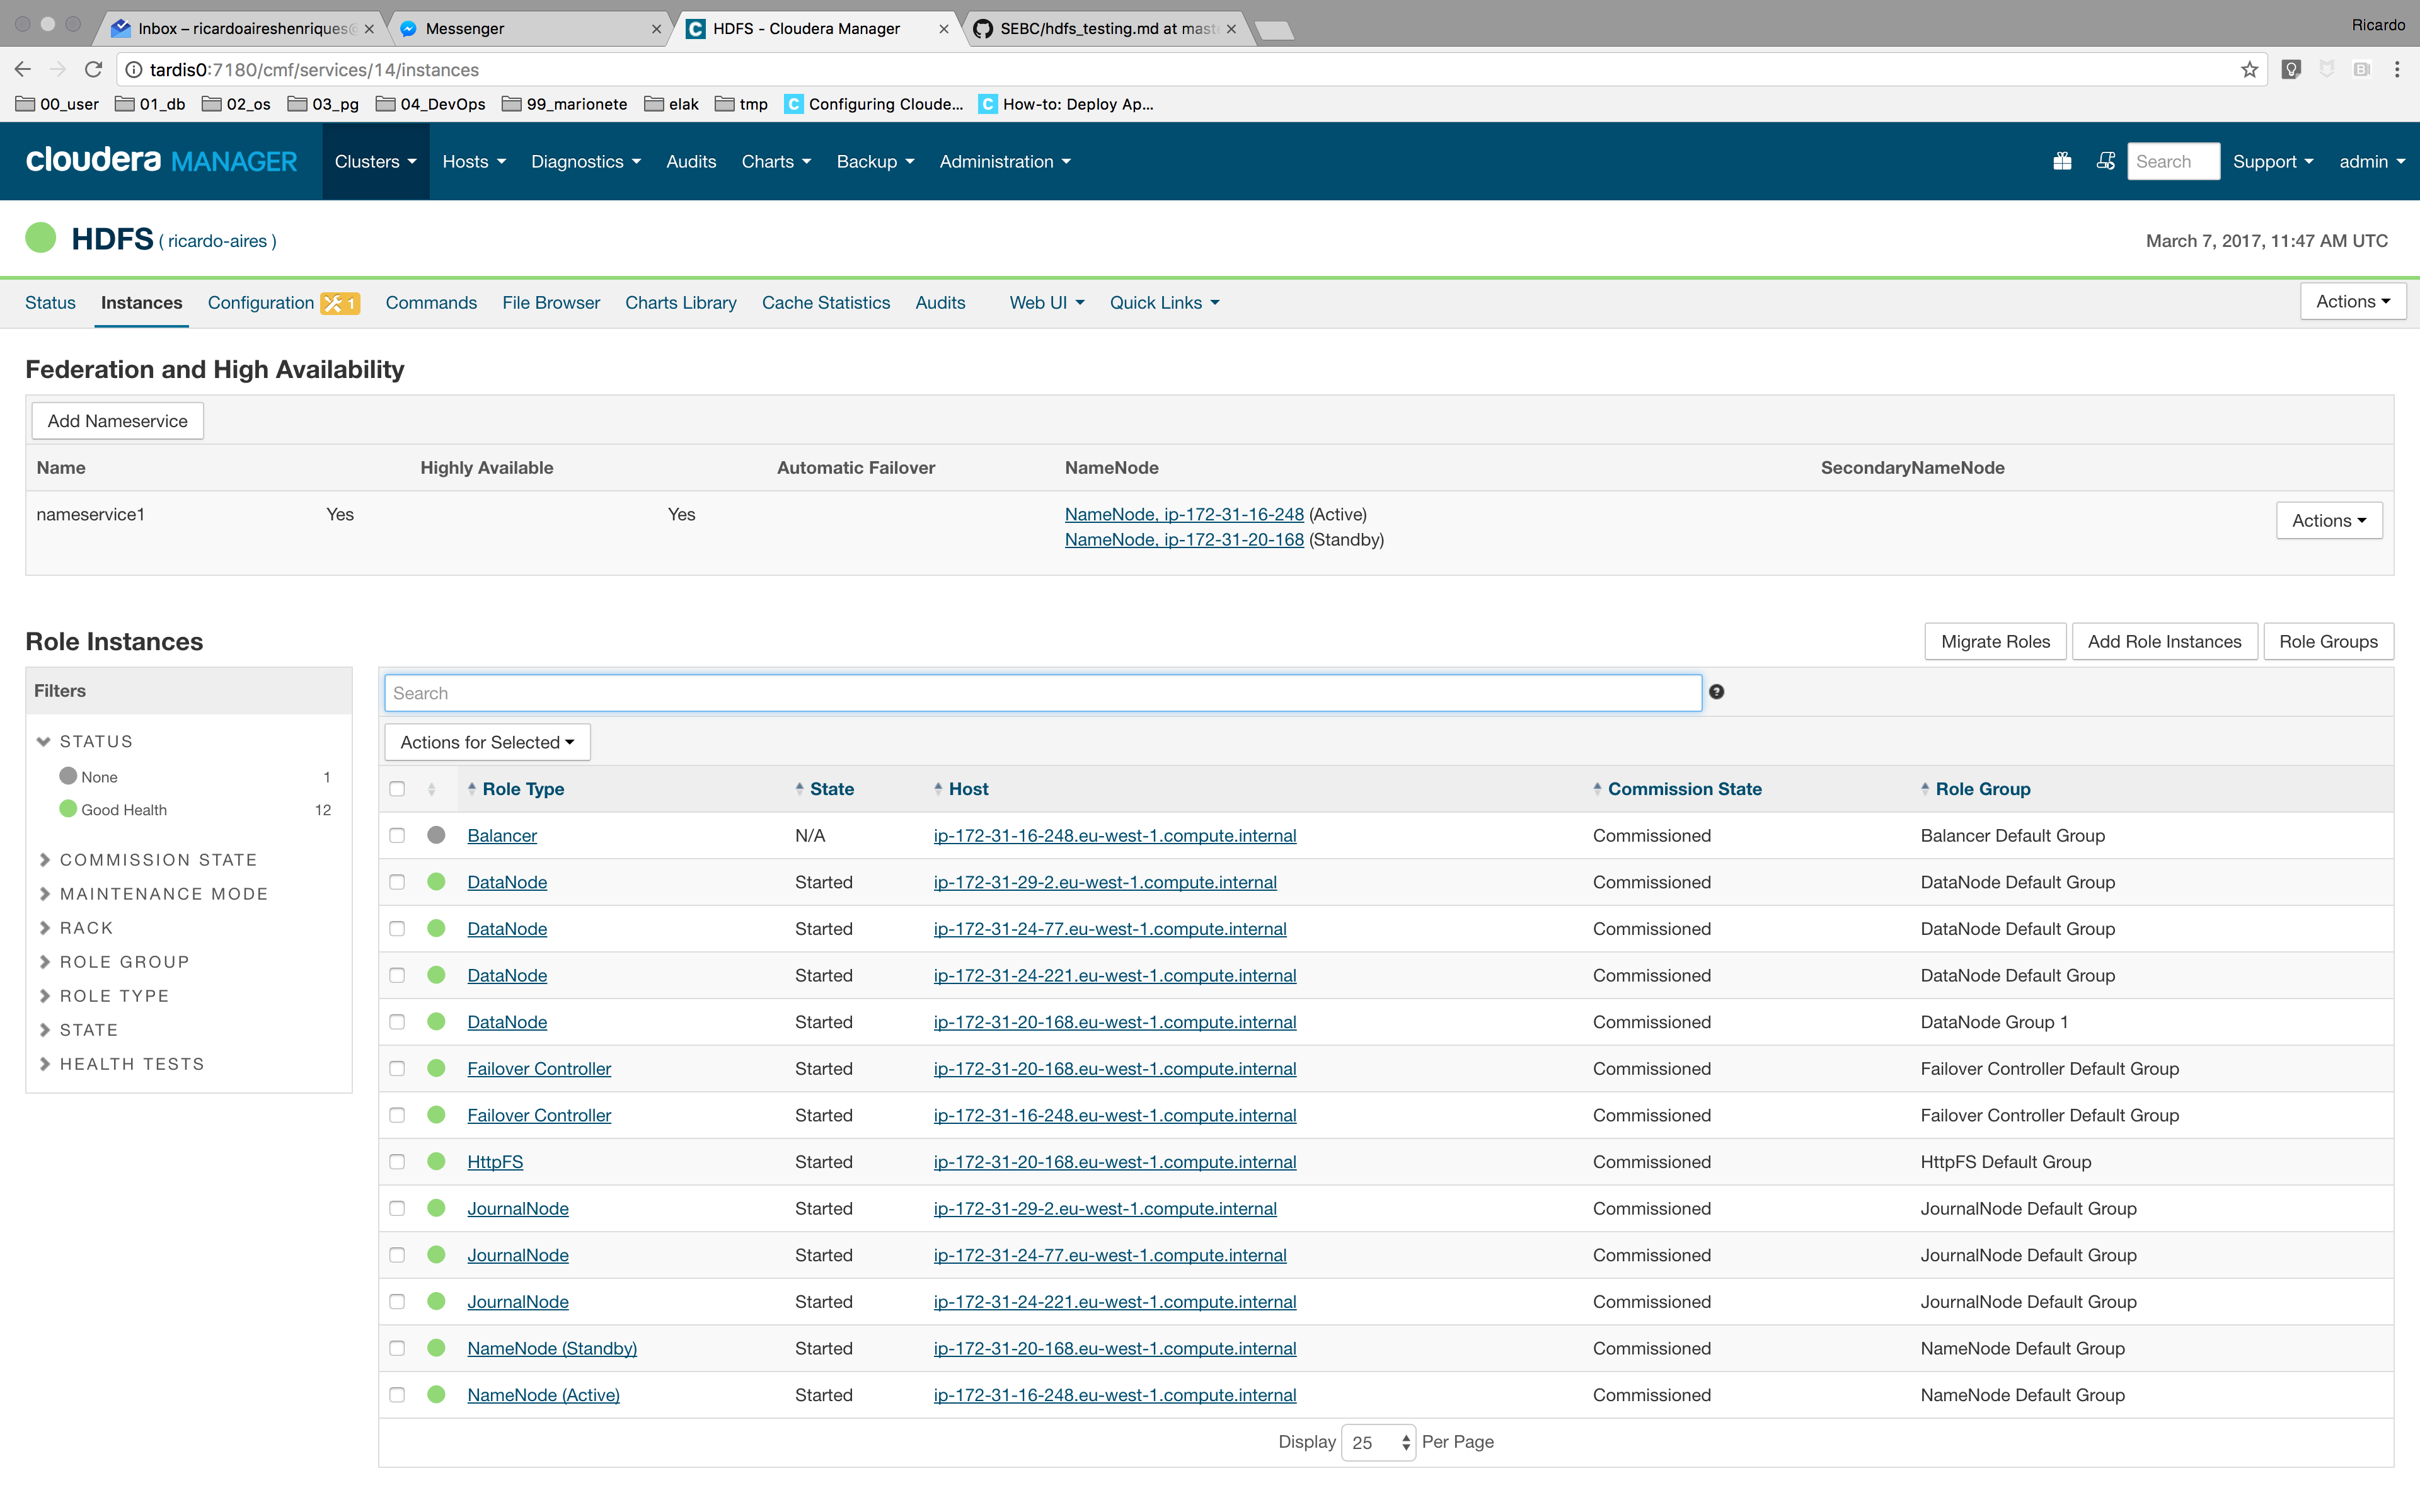 Inbox – ricardoaireshenriques@
Messenger
HDFS - Cloudera Manager
SEBC/hdfs_testing.md at mast
Ricardo
tardis0:7180/cmf/services/14/instances
00_user 01_db 02_os 03_pg 04_DevOps 99_marionete elak tmp Configuring Cloude... How-to: Deploy Ap...
cloudera MANAGER Clusters Hosts Diagnostics Audits Charts Backup Administration Search Support admin
HDFS ( ricardo-aires )
March 7, 2017, 11:47 AM UTC
Status Instances Configuration 1 Commands File Browser Charts Library Cache Statistics Audits Web UI Quick Links Actions
Federation and High Availability
Add Nameservice
Name Highly Available Automatic Failover NameNode SecondaryNameNode
nameservice1 Yes Yes NameNode, ip-172-31-16-248 (Active) Actions
NameNode, ip-172-31-20-168 (Standby)
Role Instances
Migrate Roles Add Role Instances Role Groups
Filters
STATUS
None 1
Good Health 12
COMMISSION STATE
MAINTENANCE MODE
RACK
ROLE GROUP
ROLE TYPE
STATE
HEALTH TESTS
Search ?
Actions for Selected
Role Type State Host Commission State Role Group
Balancer N/A ip-172-31-16-248.eu-west-1.compute.internal Commissioned Balancer Default Group
DataNode Started ip-172-31-29-2.eu-west-1.compute.internal Commissioned DataNode Default Group
DataNode Started ip-172-31-24-77.eu-west-1.compute.internal Commissioned DataNode Default Group
DataNode Started ip-172-31-24-221.eu-west-1.compute.internal Commissioned DataNode Default Group
DataNode Started ip-172-31-20-168.eu-west-1.compute.internal Commissioned DataNode Group 1
Failover Controller Started ip-172-31-20-168.eu-west-1.compute.internal Commissioned Failover Controller Default Group
Failover Controller Started ip-172-31-16-248.eu-west-1.compute.internal Commissioned Failover Controller Default Group
HttpFS Started ip-172-31-20-168.eu-west-1.compute.internal Commissioned HttpFS Default Group
JournalNode Started ip-172-31-29-2.eu-west-1.compute.internal Commissioned JournalNode Default Group
JournalNode Started ip-172-31-24-77.eu-west-1.compute.internal Commissioned JournalNode Default Group
JournalNode Started ip-172-31-24-221.eu-west-1.compute.internal Commissioned JournalNode Default Group
NameNode (Standby) Started ip-172-31-20-168.eu-west-1.compute.internal Commissioned NameNode Default Group
NameNode (Active) Started ip-172-31-16-248.eu-west-1.compute.internal Commissioned NameNode Default Group
Display 25 Per Page